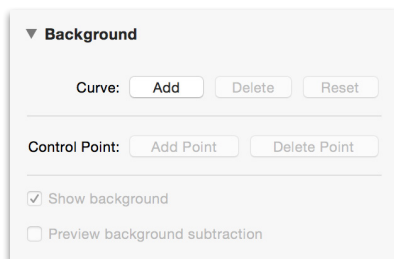 Background
Curve: Add Delete Reset
Control Point: Add Point Delete Point
Show background
Preview background subtraction